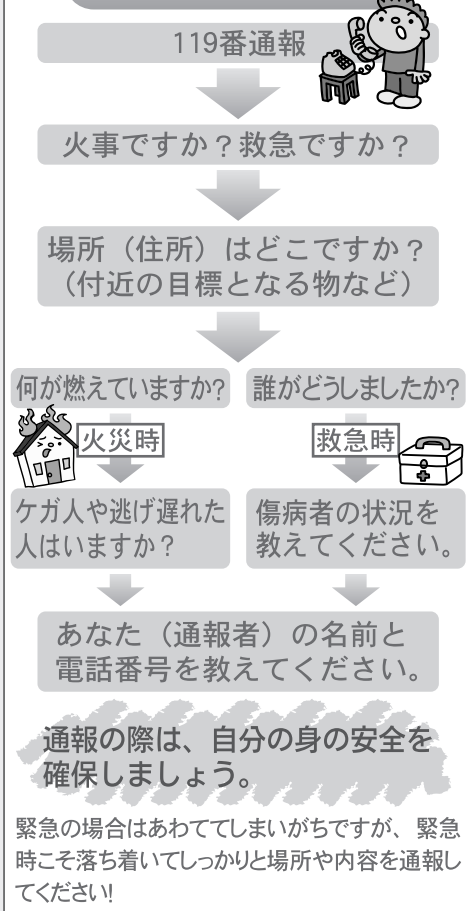 119番通報
火事ですか？救急ですか？
場所（住所）はどこですか？
（付近の目標となる物など）
何が燃えていますか?
火災時
ケガ人や逃げ遅れた
人はいますか？
誰がどうしましたか?
救急時
傷病者の状況を
教えてください。
あなた（通報者）の名前と
電話番号を教えてください。
通報の際は、自分の身の安全を
確保しましょう。
緊急の場合はあわててしまいがちですが、緊急
時こそ落ち着いてしっかりと場所や内容を通報し
てください!